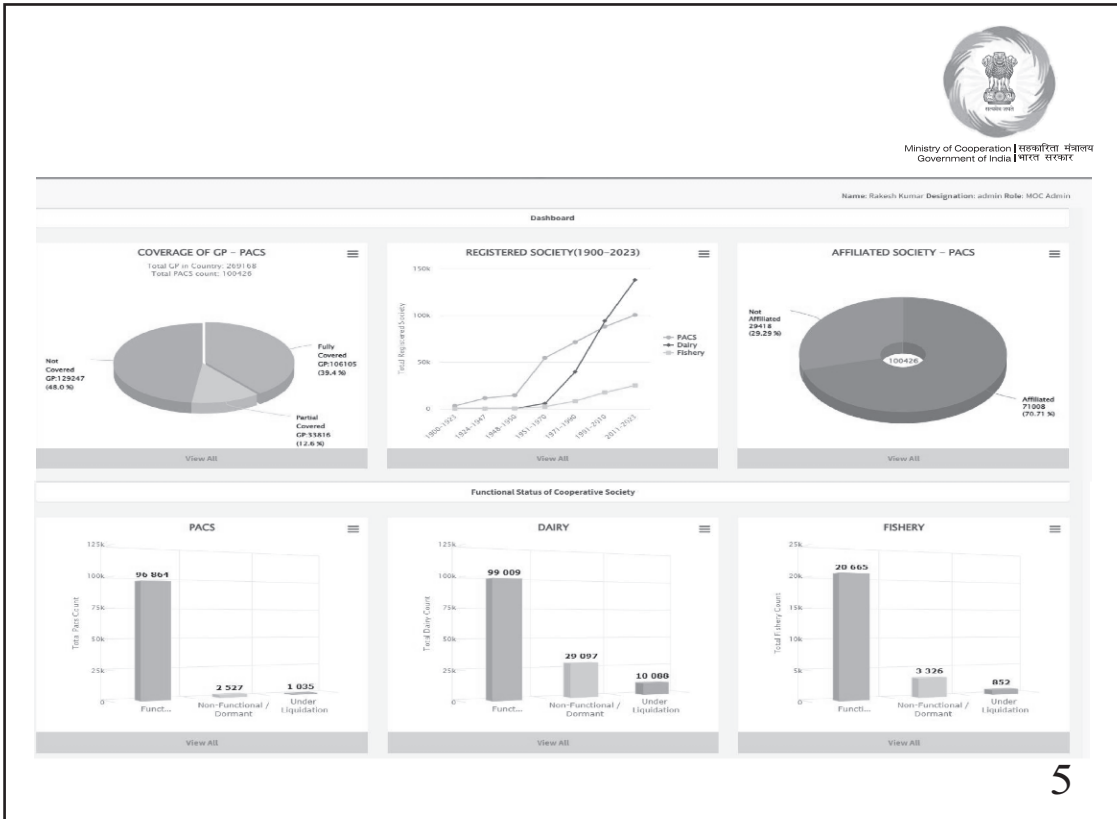 सत्यमेव जयते
Ministry of Cooperation सहकारिता मंत्रालय
Government of India भारत सरकार
Name: Rakesh Kumar Designation: admin Role: MOC Admin
Dashboard
COVERAGE OF GP - PACS
Total GP in Country: 269168
Total PACS count: 100426
Not
Covered
GP:129247
(48.0 %)
Fully
Covered
GP:106105
(39.4 %)
Partial
Covered
GP:33816
(12.6 %)
View All
REGISTERED SOCIETY(1900-2023)
Total Registered Society
150k
100k
50k
0
1900-1923
1924-1947
1948-1950
1951-1970
1971-1990
1991-2010
2011-2023
PACS
Dairy
Fishery
View All
AFFILIATED SOCIETY - PACS
Not
Affiliated
29418
(29.29 %)
100426
Affiliated
71008
(70.71 %)
View All
Functional Status of Cooperative Society
PACS
Total Pacs Count
125k
100k
75k
50k
25k
0
96 864
2 527
1 035
Funct...
Non-Functional /
Dormant
Under
Liquidation
View All
DAIRY
Total Dairy Count
125k
100k
75k
50k
25k
0
99 009
29 097
10 088
Funct...
Non-Functional /
Dormant
Under
Liquidation
View All
FISHERY
Total Fishery Count
25k
20k
15k
10k
5k
0
20 665
3 326
852
Functi...
Non-Functional /
Dormant
Under
Liquidation
View All
5